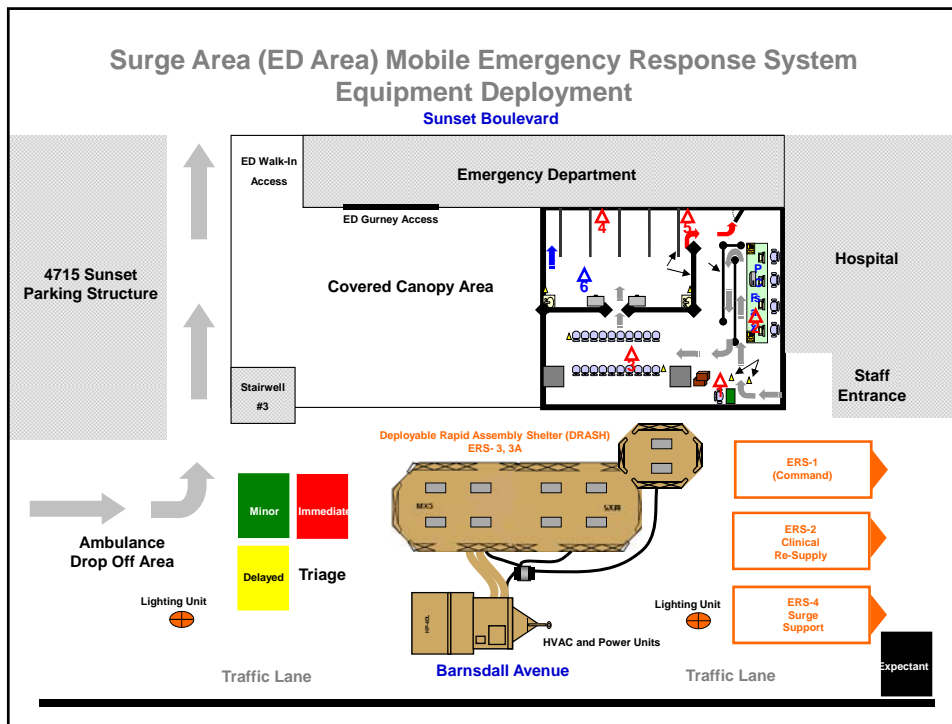 Surge Area (ED Area) Mobile Emergency Response System
Equipment Deployment
Sunset Boulevard
ED Walk-In
Access
Emergency Department
ED Gurney Access
4715 Sunset
Parking Structure
Covered Canopy Area
Hospital
4
5
6
3
1
Stairwell
#3
Staff
Entrance
Deployable Rapid Assembly Shelter (DRASH)
ERS- 3, 3A
ERS-1
(Command)
Minor
Immediate
ERS-2
Clinical
Re-Supply
Ambulance
Drop Off Area
Delayed
Triage
Lighting Unit
Lighting Unit
ERS-4
Surge
Support
HVAC and Power Units
Expectant
Barnsdall Avenue
Traffic Lane
Traffic Lane